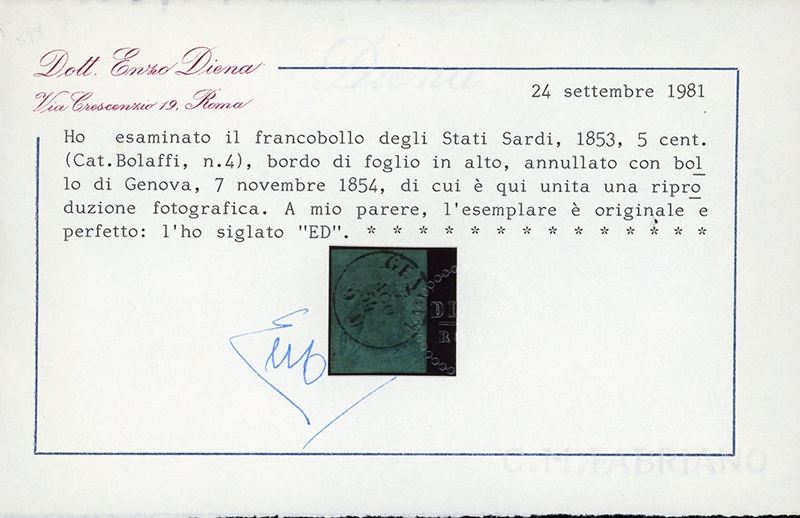 Dott. Enzo Diena
Via Crescenzio 19, Roma
24 settembre 1981
Ho esaminato il francobollo degli Stati Sardi, 1853, 5 cent.
(Cat.Bolaffi, n.4), bordo di foglio in alto, annullato con bol
lo di Genova, 7 novembre 1854, di cui è qui unita una ripro
duzione fotografica. A mio parere, l'esemplare è originale e
perfetto: l'ho siglato "ED". * * * * * * * * * * * * * * *
GE
DI
R